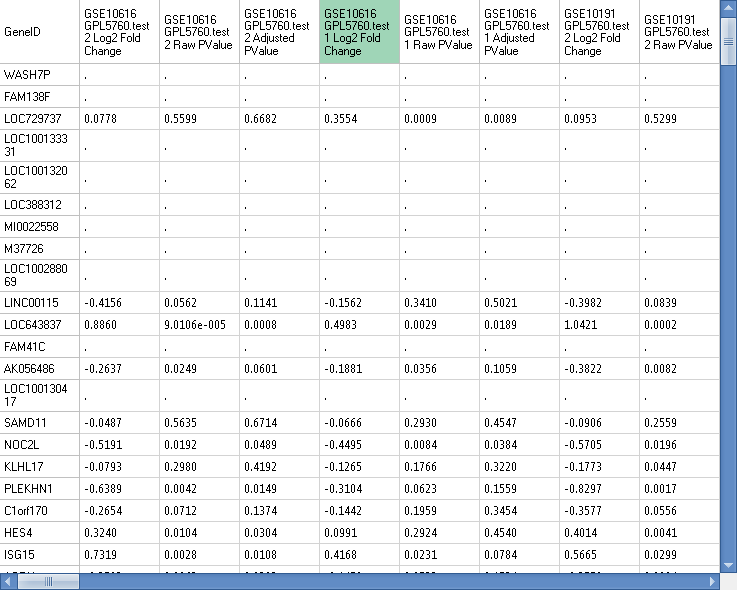 GeneID | GSE10616 GPL5760.test 2 Log2 Fold Change | GSE10616 GPL5760.test 2 Raw PValue | GSE10616 GPL5760.test 2 Adjusted PValue | GSE10616 GPL5760.test 1 Log2 Fold Change | GSE10616 GPL5760.test 1 Raw PValue | GSE10616 GPL5760.test 1 Adjusted PValue | GSE10191 GPL5760.test 2 Log2 Fold Change | GSE10191 GPL5760.test 2 Raw PValue
WASH7P . . . . . . . .
FAM138F . . . . . . . .
LOC729737 0.0778 0.5599 0.6682 0.3554 0.0009 0.0089 0.0953 0.5299
LOC100133331 . . . . . . . .
LOC100132062 . . . . . . . .
LOC388312 . . . . . . . .
MI0022558 . . . . . . . .
M37726 . . . . . . . .
LOC100288069 . . . . . . . .
LINC00115 -0.4156 0.0562 0.1141 -0.1562 0.3410 0.5021 -0.3982 0.0839
LOC643837 0.8860 9.0106e-005 0.0008 0.4983 0.0029 0.0189 1.0421 0.0002
FAM41C . . . . . . . .
AK056486 -0.2637 0.0249 0.0601 -0.1881 0.0356 0.1059 -0.3822 0.0082
LOC100130417 . . . . . . . .
SAMD11 -0.0487 0.5635 0.6714 -0.0666 0.2930 0.4547 -0.0906 0.2559
NOC2L -0.5191 0.0192 0.0489 -0.4495 0.0084 0.0384 -0.5705 0.0196
KLHL17 -0.0793 0.2980 0.4192 -0.1265 0.1766 0.3220 -0.1773 0.0447
PLEKHN1 -0.6389 0.0042 0.0149 -0.3104 0.0623 0.1559 -0.8297 0.0017
C1orf170 -0.2654 0.0712 0.1374 -0.1442 0.1959 0.3454 -0.3577 0.0556
HES4 0.3240 0.0104 0.0304 0.0991 0.2924 0.4540 0.4014 0.0041
ISG15 0.7319 0.0028 0.0108 0.4168 0.0231 0.0784 0.5665 0.0299